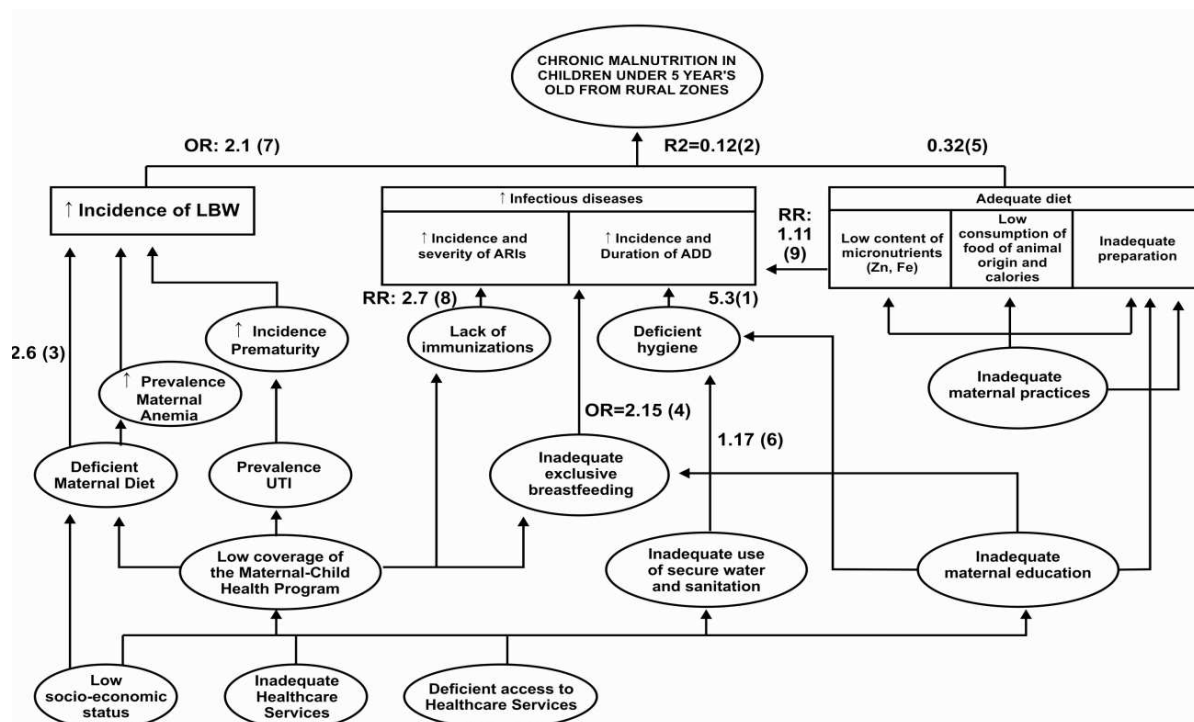 CHRONIC MALNUTRITION IN
CHILDREN UNDER 5 YEAR'S
OLD FROM RURAL ZONES
OR: 2.1 (7)
R2=0.12(2)
0.32(5)
↑ Incidence of LBW
↑ Infectious diseases
↑ Incidence and
severity of ARIs
↑ Incidence and
Duration of ADD
RR:
1.11
(9)
Adequate diet
Low content of
micronutrients
(Zn, Fe)
Low
consumption of
food of animal
origin and
calories
Inadequate
preparation
RR: 2.7 (8)
5.3(1)
↑ Incidence
Prematurity
Lack of
immunizations
Deficient
hygiene
2.6 (3)
↑ Prevalence
Maternal
Anemia
Inadequate
maternal practices
OR=2.15 (4)
1.17 (6)
Deficient
Maternal Diet
Prevalence
UTI
Inadequate
exclusive
breastfeeding
Low coverage of
the Maternal-Child
Health Program
Inadequate use
of secure water
and sanitation
Inadequate
maternal education
Low
socio-economic
status
Inadequate
Healthcare
Services
Deficient access to
Healthcare Services